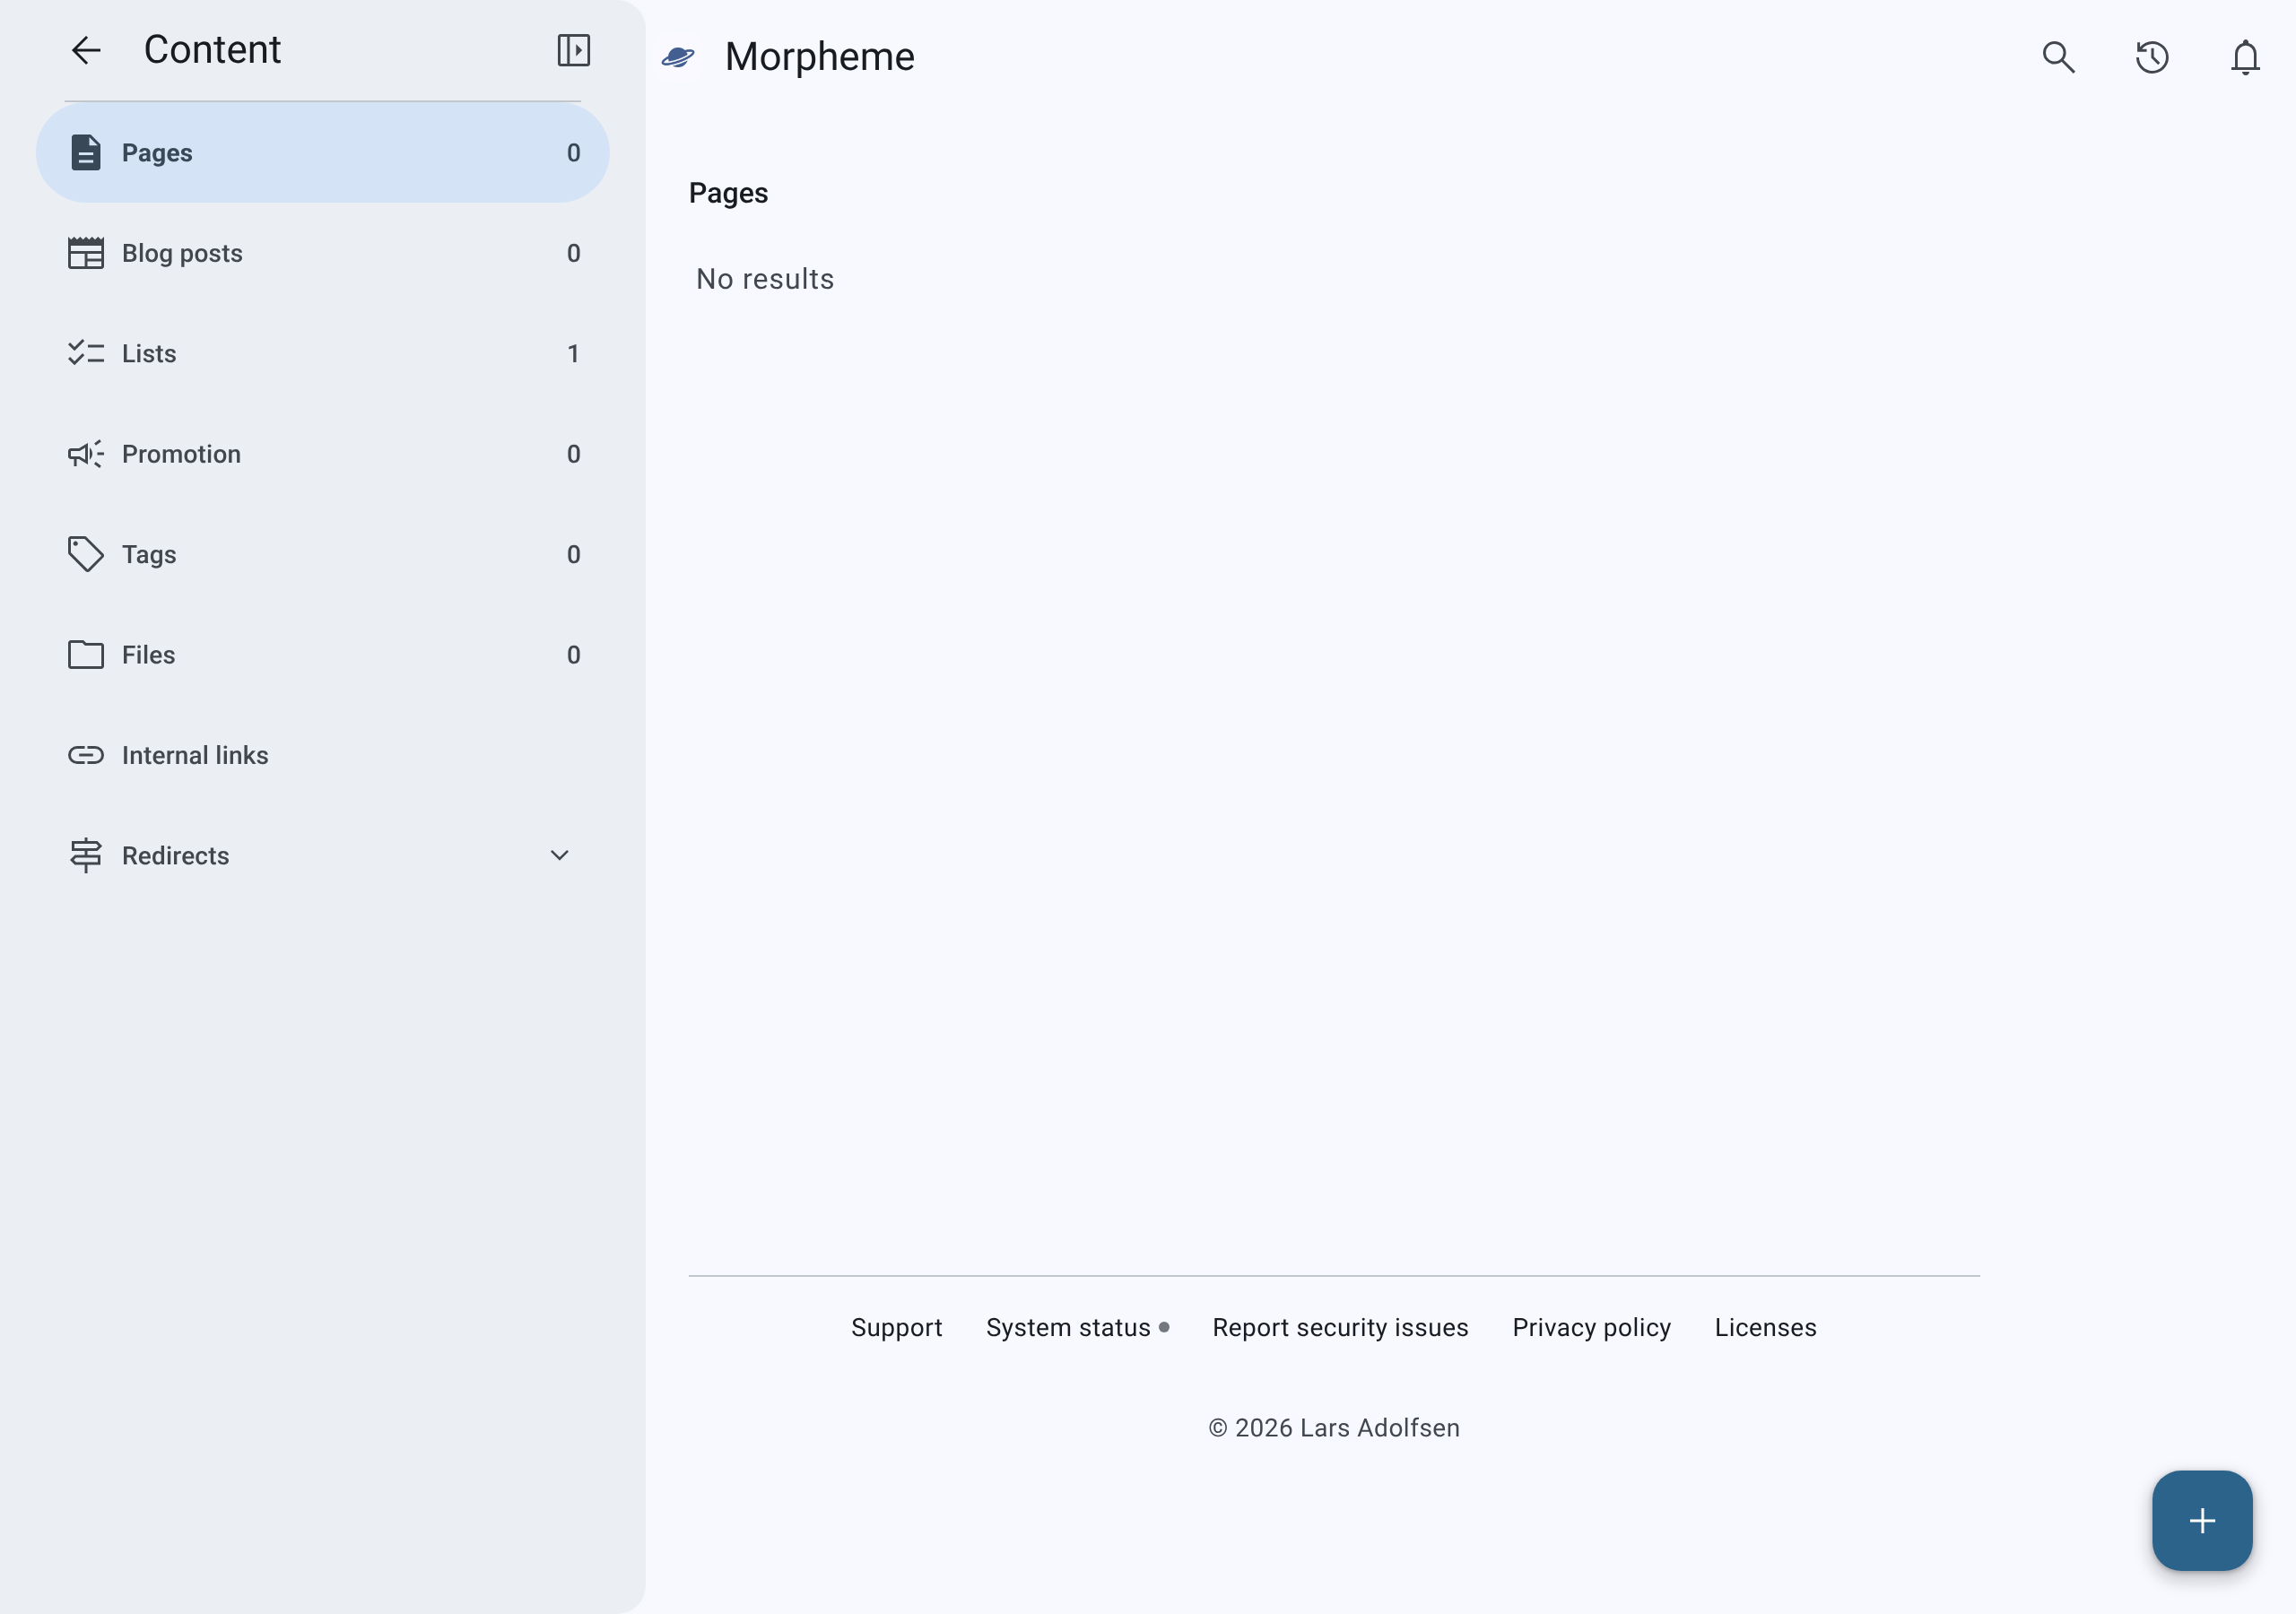 Content
Pages 0
Blog posts 0
Lists 1
Promotion 0
Tags 0
Files 0
Internal links
Redirects
Morpheme
Pages
No results
Support System status Report security issues Privacy policy Licenses
© 2026 Lars Adolfsen